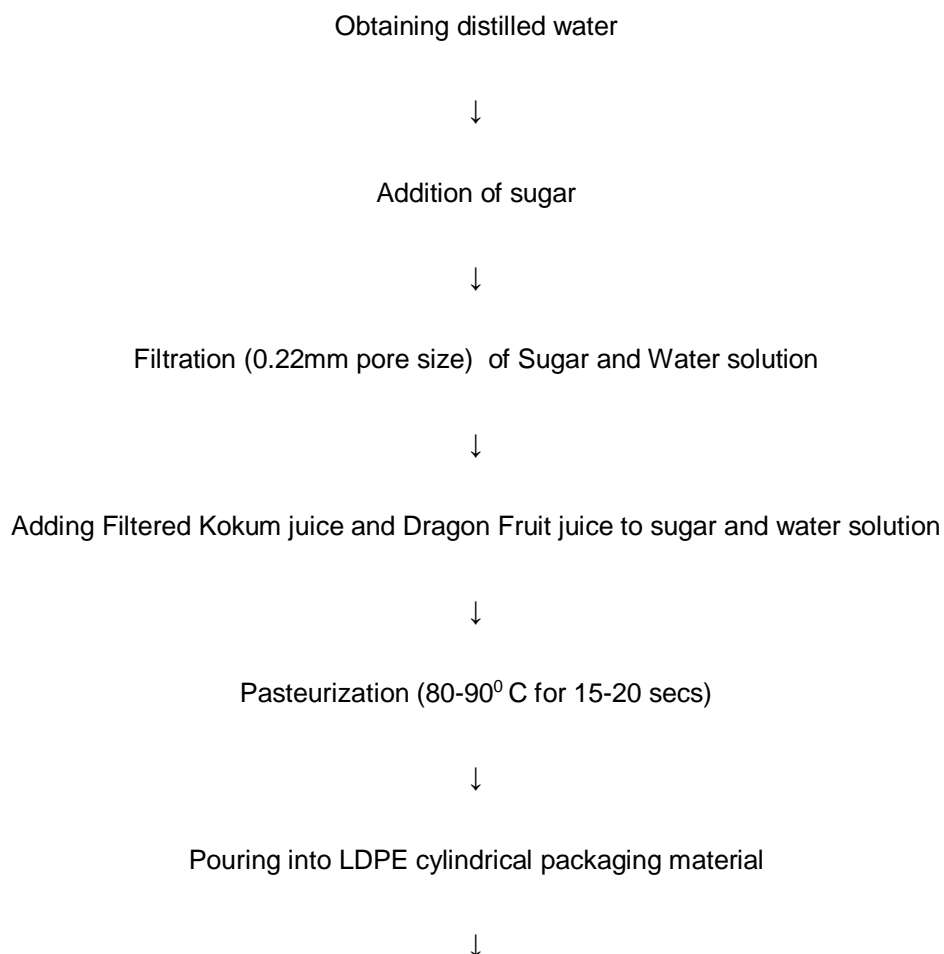 Obtaining distilled water
↓
Addition of sugar
↓
Filtration (0.22mm pore size)  of Sugar and Water solution
↓
Adding Filtered Kokum juice and Dragon Fruit juice to sugar and water solution
↓
Pasteurization (80-90⁰ C for 15-20 secs)
↓
Pouring into LDPE cylindrical packaging material
↓